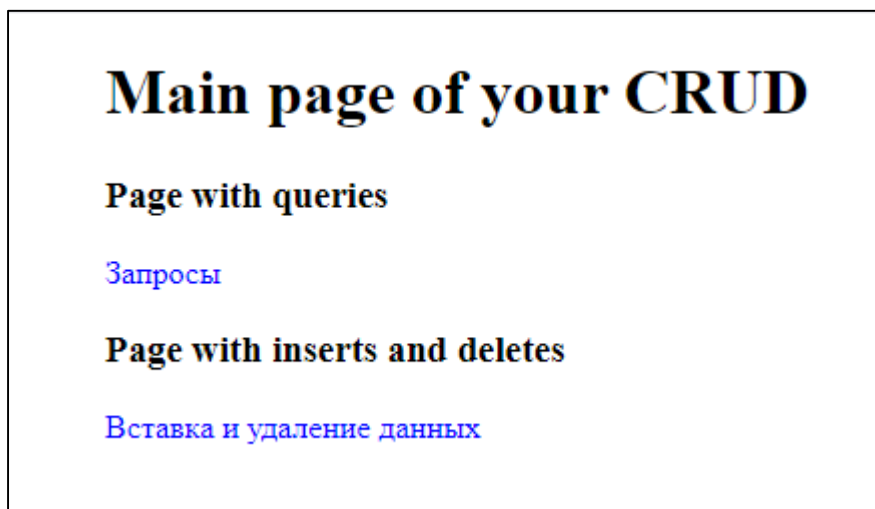 Main page of your CRUD
Page with queries
Запросы
Page with inserts and deletes
Вставка и удаление данных